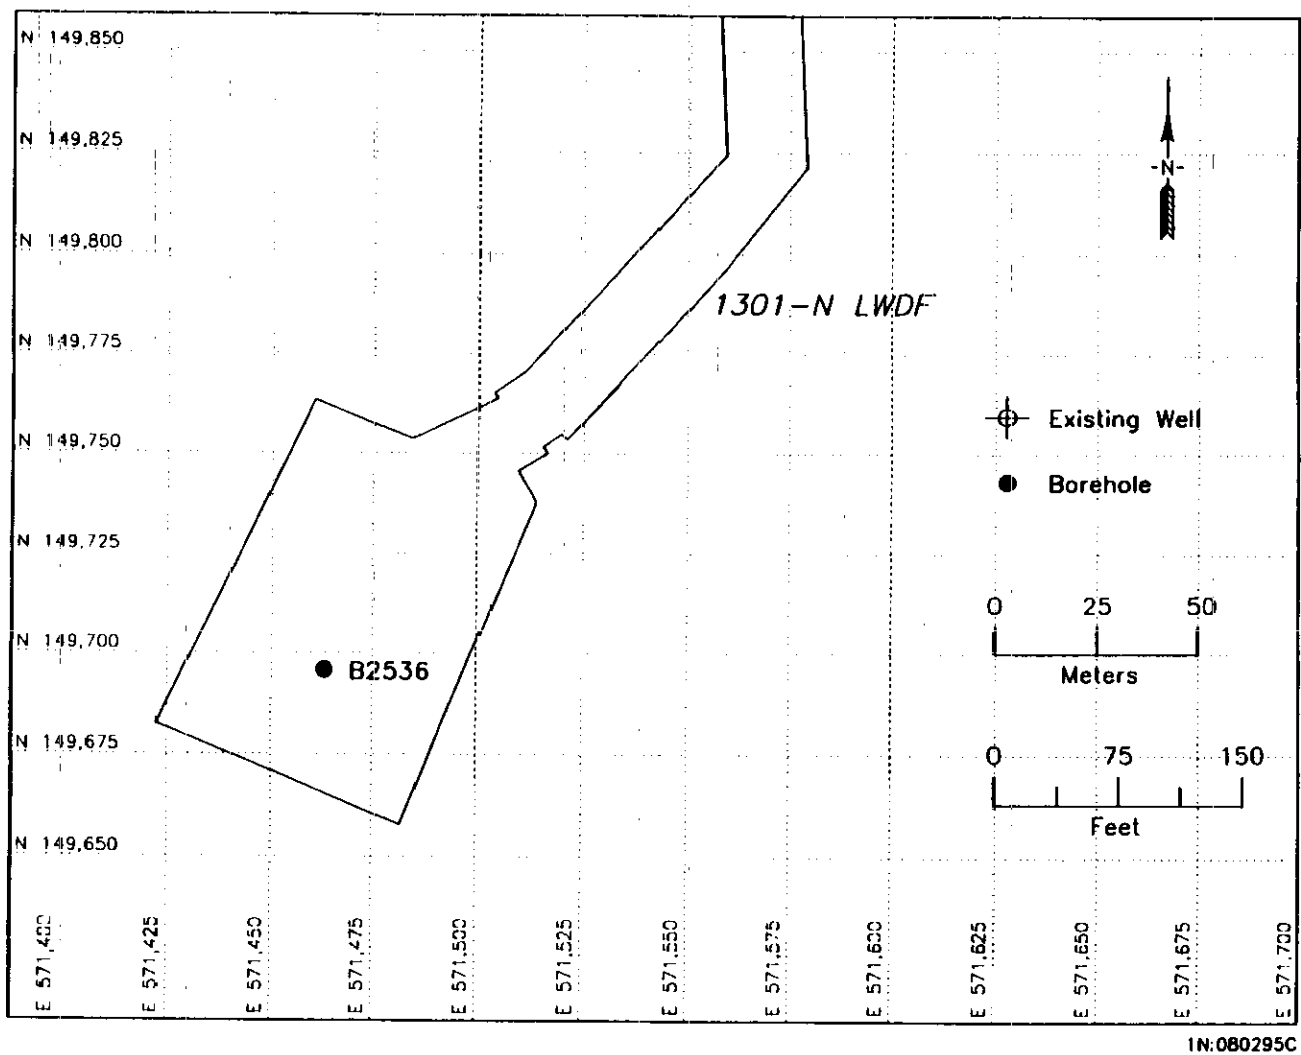 N 149,850
N 149,825
N 149,800
N 149,775
N 149,750
N 149,725
N 149,700
N 149,675
N 149,650
-N-
1301-N LWDF
Existing Well
Borehole
0 25 50
Meters
0 75 150
Feet
B2536
E 571,400
E 571,425
E 571,450
E 571,475
E 571,500
E 571,525
E 571,550
E 571,575
E 571,600
E 571,625
E 571,650
E 571,675
E 571,700
1N:080295C